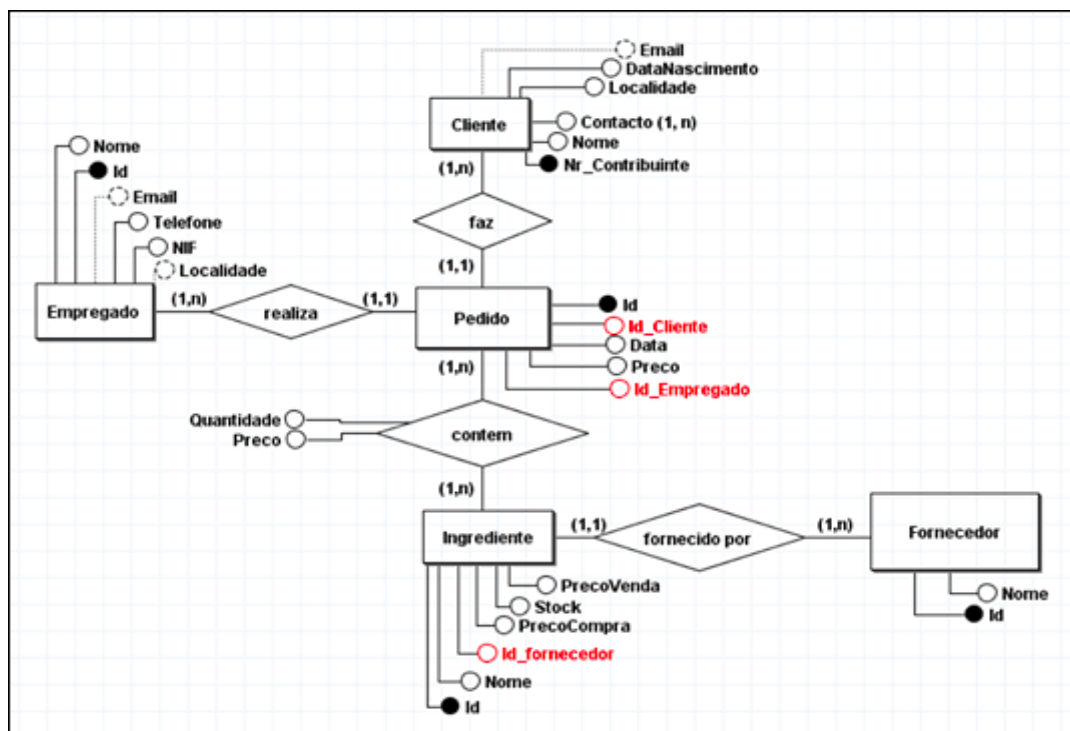 Email
DataNascimento
Localidade
Cliente
Contacto (1, n)
Nome
Nr_Contribuinte
(1,n)
faz
(1,1)
Nome
Id
Email
Telefone
NIF
Localidade
Empregado
(1,n)
realiza
(1,1)
Pedido
Id
Id_Cliente
Data
Preco
Id_Empregado
(1,n)
Quantidade
Preco
contem
(1,n)
Ingrediente
(1,1)
fornecido por
(1,n)
Fornecedor
PrecoVenda
Stock
PrecoCompra
Id_fornecedor
Nome
Id
Nome
Id